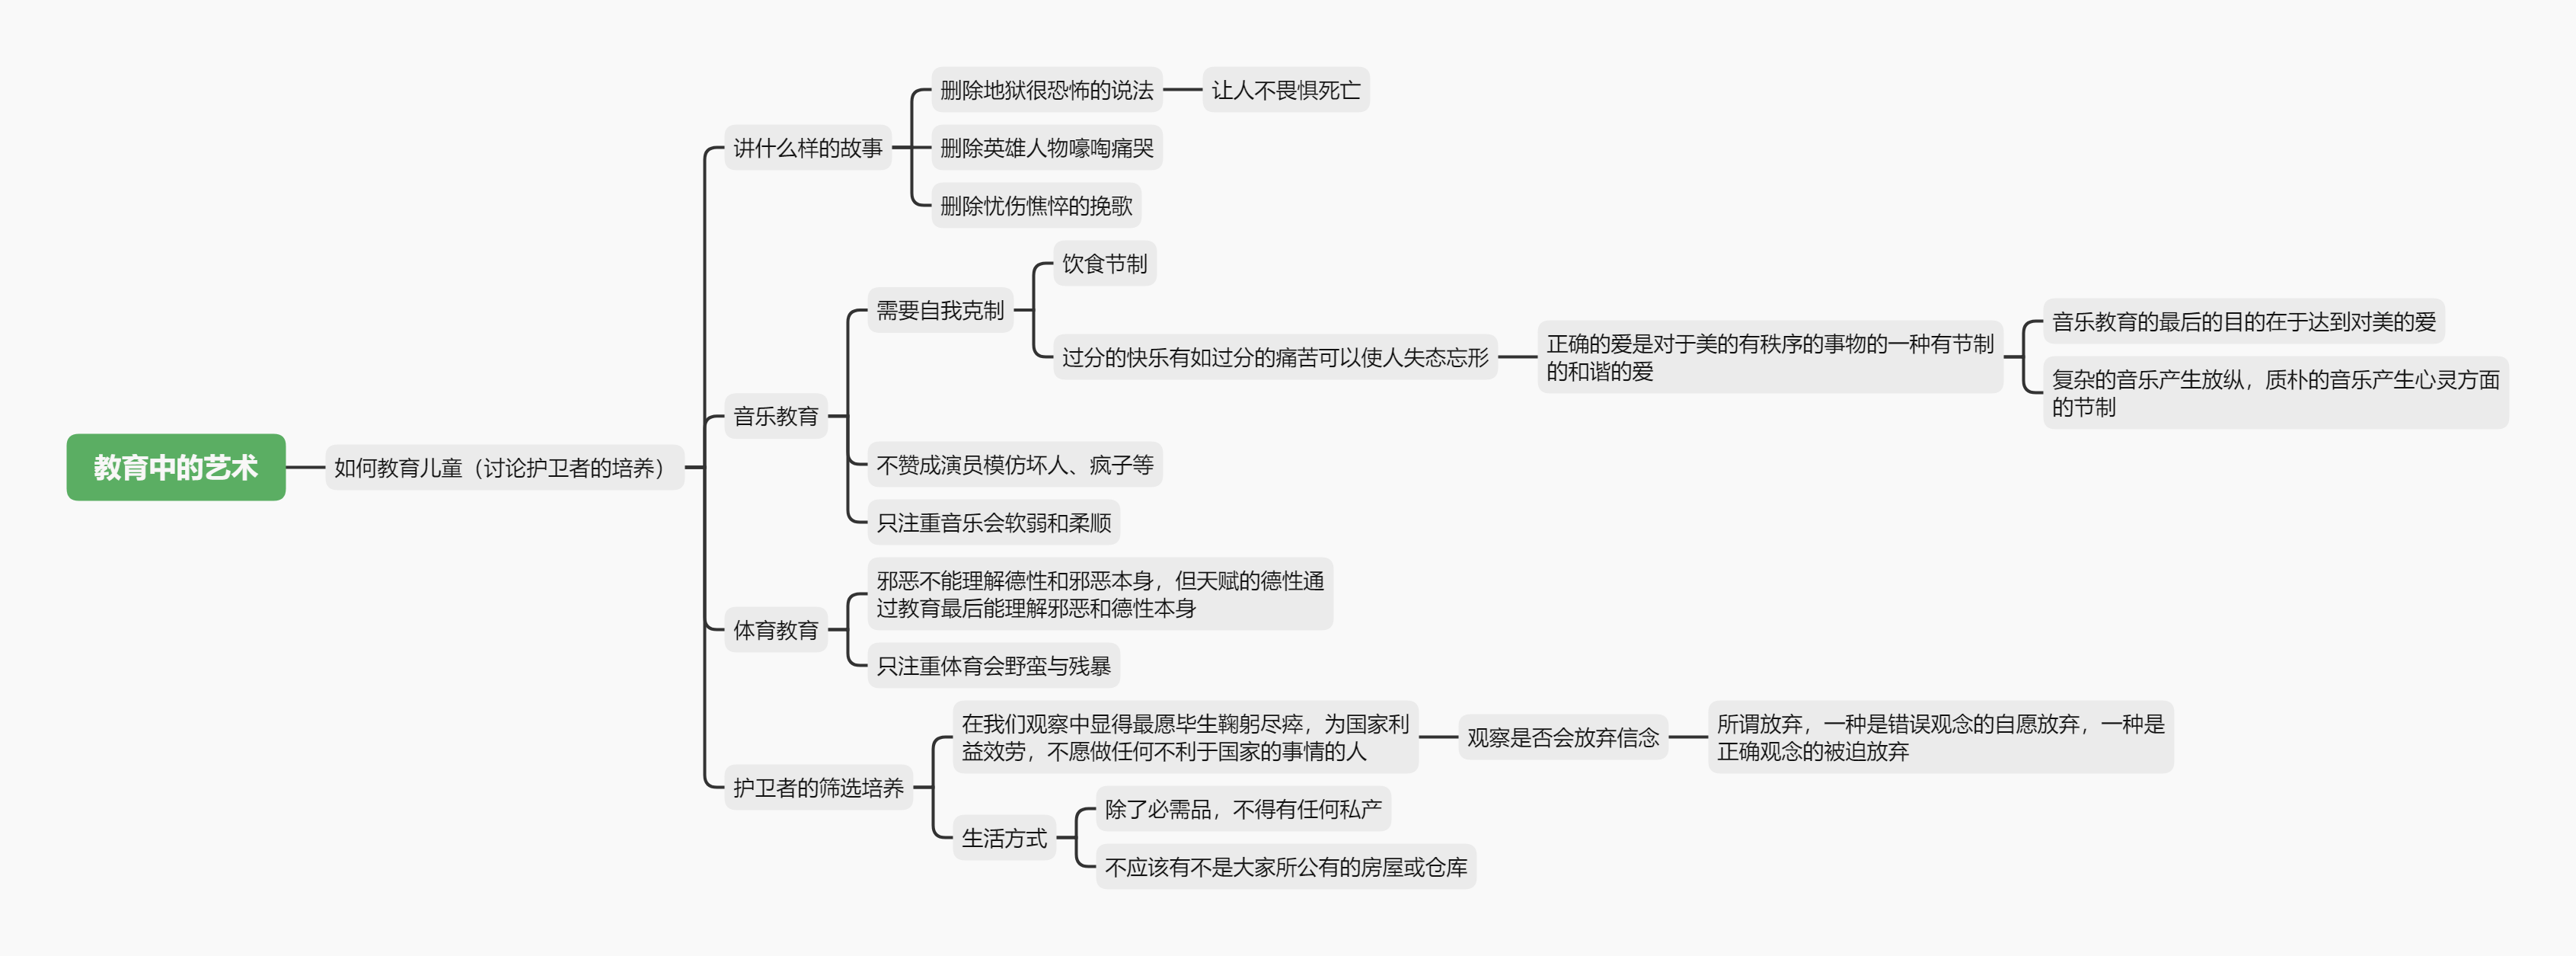 教育中的艺术
如何教育儿童（讨论护卫者的培养）
讲什么样的故事
删除地狱很恐怖的说法
让人不畏惧死亡
删除英雄人物嚎啕痛哭
删除忧伤憔悴的挽歌
音乐教育
需要自我克制
饮食节制
过分的快乐有如过分的痛苦可以使人失态忘形
正确的爱是对于美的有秩序的事物的一种有节制
的和谐的爱
音乐教育的最后的目的在于达到对美的爱
复杂的音乐产生放纵，质朴的音乐产生心灵方面
的节制
不赞成演员模仿坏人、疯子等
只注重音乐会软弱和柔顺
体育教育
邪恶不能理解德性和邪恶本身，但天赋的德性通
过教育最后能理解邪恶和德性本身
只注重体育会野蛮与残暴
护卫者的筛选培养
在我们观察中显得最愿毕生鞠躬尽瘁，为国家利
益效劳，不愿做任何不利于国家的事情的人
观察是否会放弃信念
所谓放弃，一种是错误观念的自愿放弃，一种是
正确观念的被迫放弃
生活方式
除了必需品，不得有任何私产
不应该有不是大家所公有的房屋或仓库